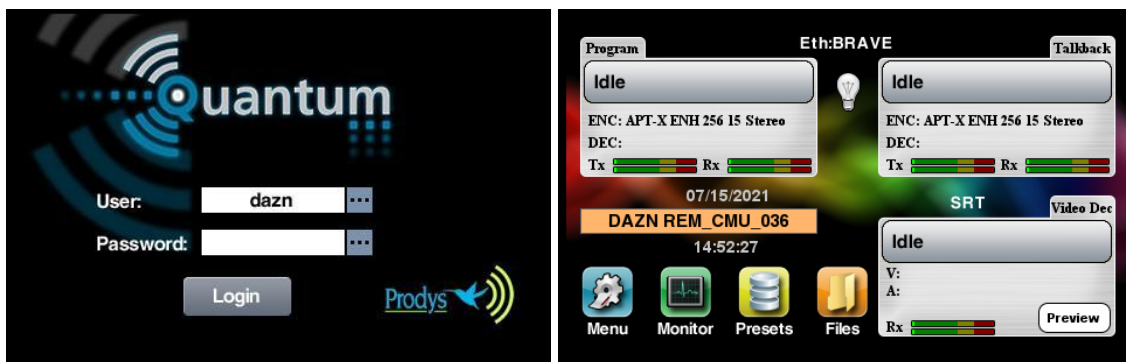 Quantum
User: dazn ...
Password: ...
Login
Prodys
Eth:BRAVE
Program
Idle
ENC: APT-X ENH 256 15 Stereo
DEC:
Tx Rx
Talkback
Idle
ENC: APT-X ENH 256 15 Stereo
DEC:
Tx Rx
07/15/2021
DAZN REM_CMU_036
14:52:27
Menu Monitor Presets Files
SRT
Video Dec
Idle
V:
A:
Rx
Preview